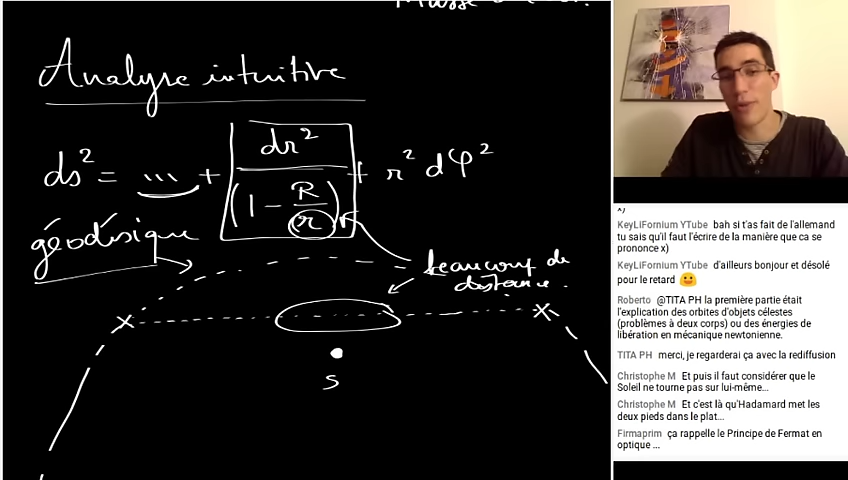 Analyse intuitive
ds² = ... + dr² / (1 - R/r) + r² dφ²
géodésique
beaucoup de
distance.
S
x)
KeyLiFornium YTube bah si t'as fait de l'allemand
tu sais qu'il faut l'écrire de la manière que ca se
prononce x)
KeyLiFornium YTube d'ailleurs bonjour et désolé
pour le retard
Roberto @TITA PH la première partie était
l'explication des orbites d'objets célestes
(problèmes à deux corps) ou des énergies de
libération en mécanique newtonienne.
TITA PH merci, je regarderai ça avec la rediffusion
Christophe M Et puis il faut considérer que le
Soleil ne tourne pas sur lui-même...
Christophe M Et c'est là qu'Hadamard met les
deux pieds dans le plat...
Firmaprim ça rappelle le Principe de Fermat en
optique ...